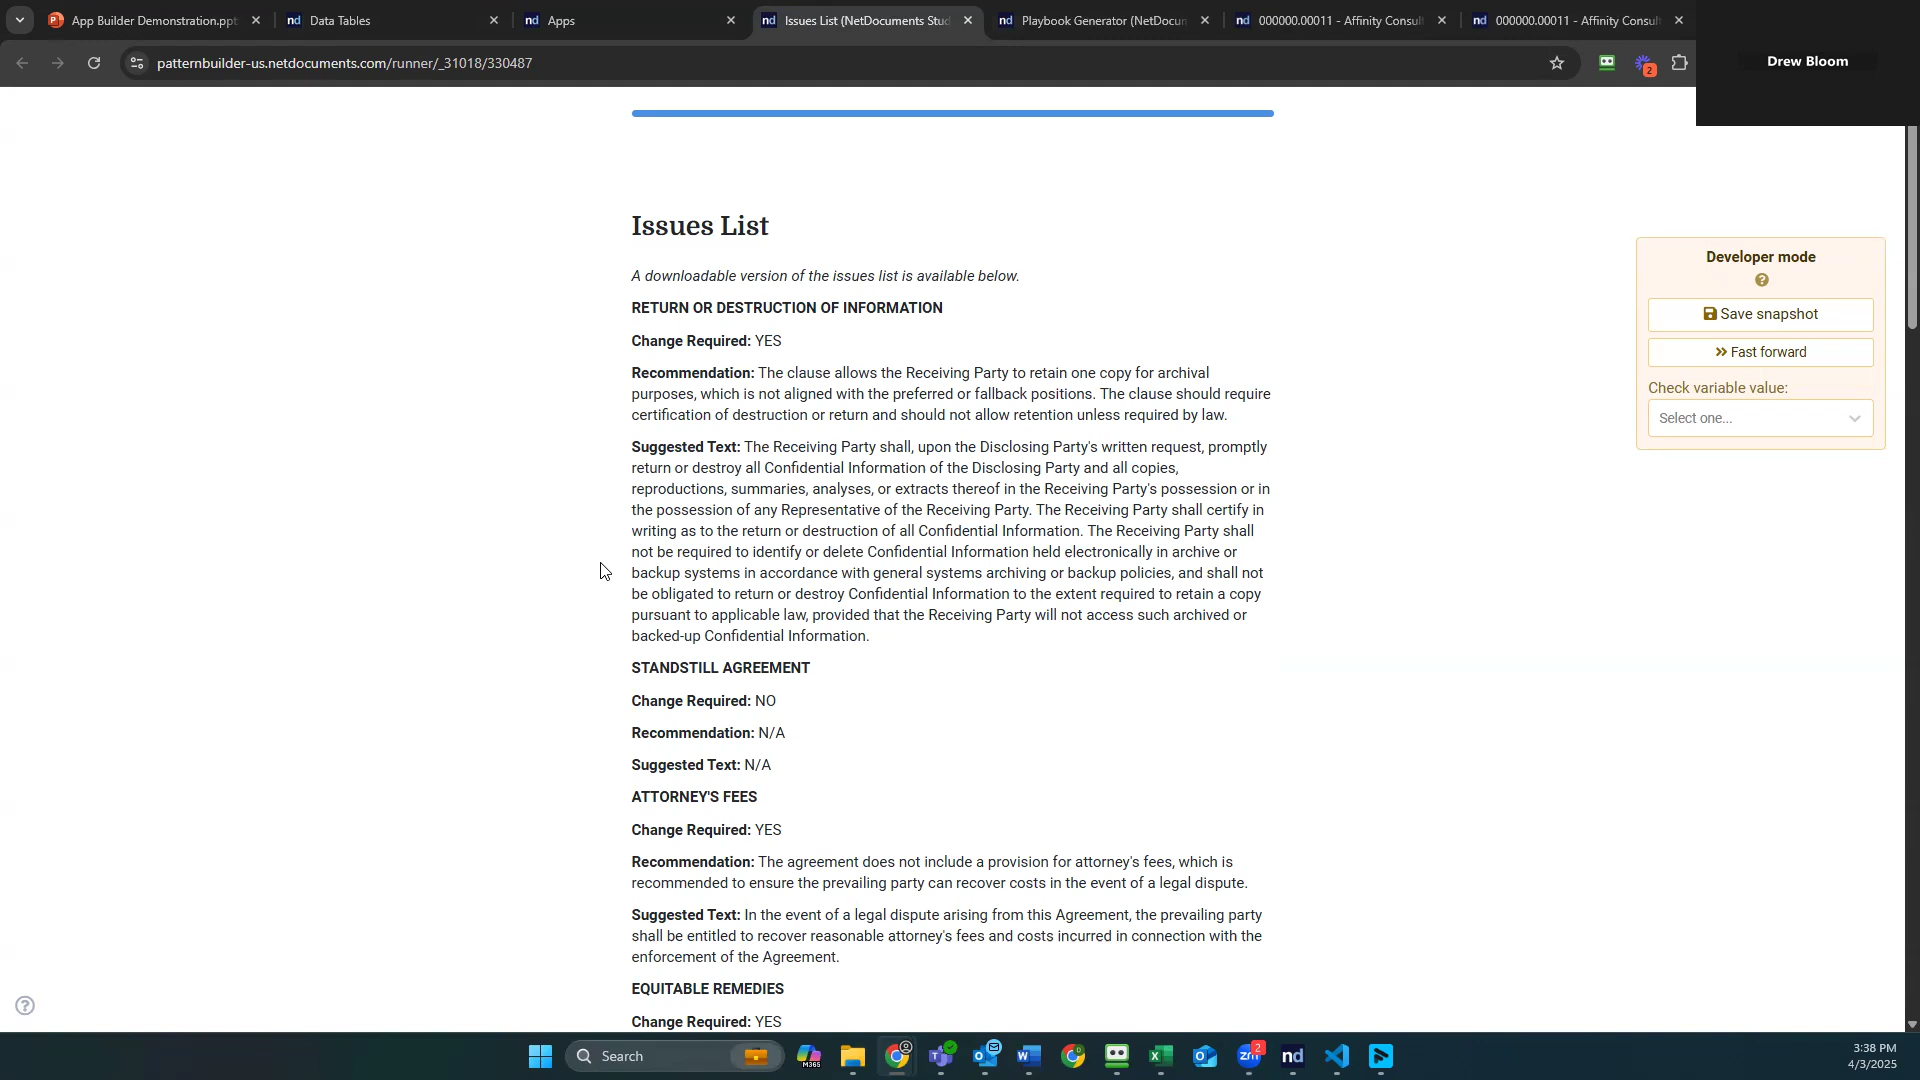 App Builder Demonstration.ppt
Data Tables
Apps
Issues List (NetDocuments Stud
Playbook Generator (NetDocun
000000.00011 - Affinity Consult
000000.00011 - Affinity Consult
patternbuilder-us.netdocuments.com/runner/_31018/330487
2
Drew Bloom
Issues List
A downloadable version of the issues list is available below.
RETURN OR DESTRUCTION OF INFORMATION
Change Required: YES
Recommendation: The clause allows the Receiving Party to retain one copy for archival
purposes, which is not aligned with the preferred or fallback positions. The clause should require
certification of destruction or return and should not allow retention unless required by law.
Suggested Text: The Receiving Party shall, upon the Disclosing Party's written request, promptly
return or destroy all Confidential Information of the Disclosing Party and all copies,
reproductions, summaries, analyses, or extracts thereof in the Receiving Party's possession or in
the possession of any Representative of the Receiving Party. The Receiving Party shall certify in
writing as to the return or destruction of all Confidential Information. The Receiving Party shall
not be required to identify or delete Confidential Information held electronically in archive or
backup systems in accordance with general systems archiving or backup policies, and shall not
be obligated to return or destroy Confidential Information to the extent required to retain a copy
pursuant to applicable law, provided that the Receiving Party will not access such archived or
backed-up Confidential Information.
STANDSTILL AGREEMENT
Change Required: NO
Recommendation: N/A
Suggested Text: N/A
ATTORNEY'S FEES
Change Required: YES
Recommendation: The agreement does not include a provision for attorney's fees, which is
recommended to ensure the prevailing party can recover costs in the event of a legal dispute.
Suggested Text: In the event of a legal dispute arising from this Agreement, the prevailing party
shall be entitled to recover reasonable attorney's fees and costs incurred in connection with the
enforcement of the Agreement.
EQUITABLE REMEDIES
Change Required: YES
Developer mode
Save snapshot
Fast forward
Check variable value:
Select one...
Search
M365
2
nd
3:38 PM
4/3/2025